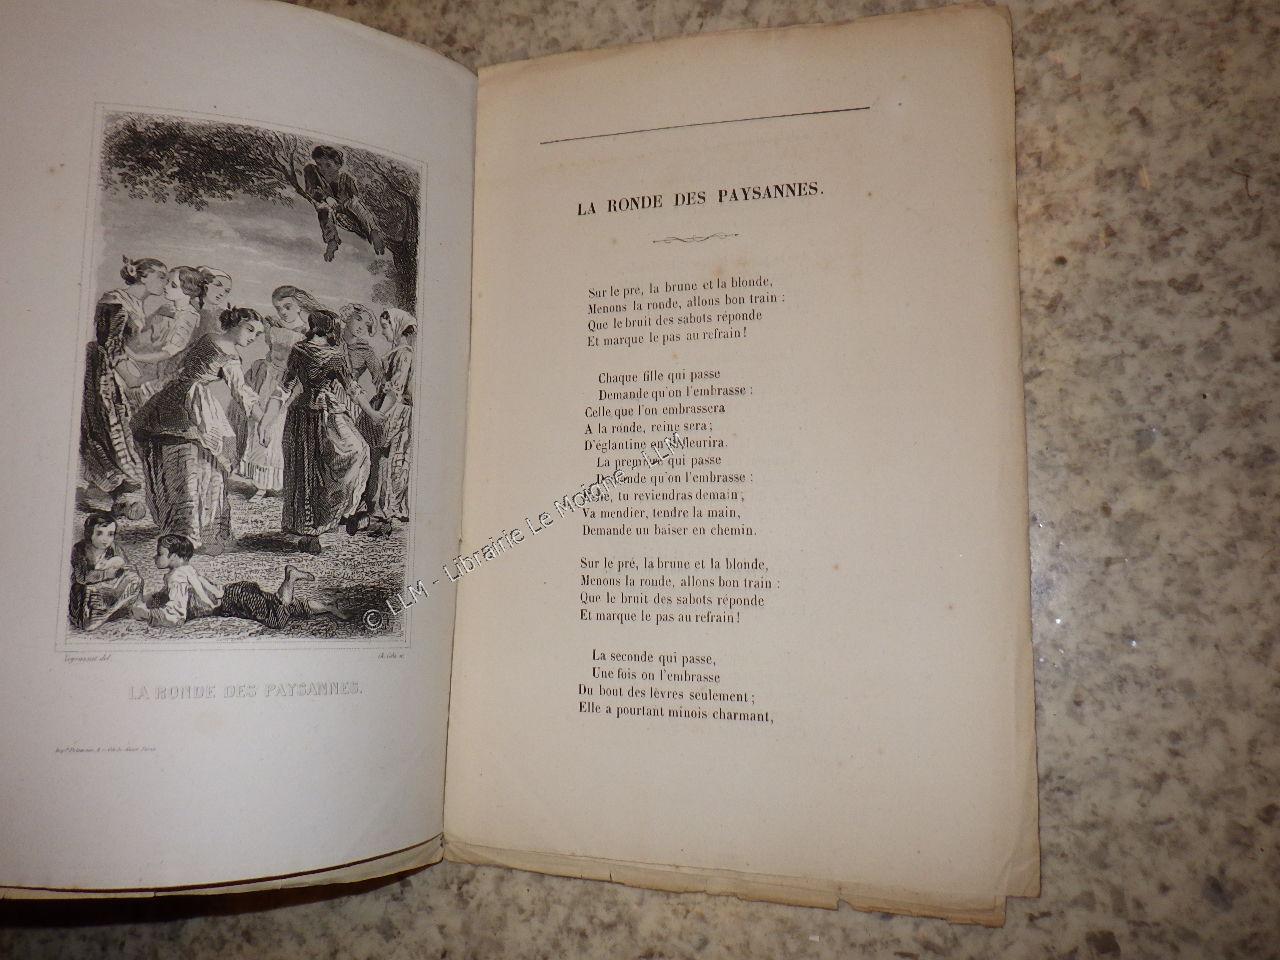 Veyrassat del.
LA RONDE DES PAYSANNES.
LA RONDE DES PAYSANNES.
Sur le pré, la brune et la blonde,
Menons la ronde, allons bon train :
Que le bruit des sabots réponde
Et marque le pas au refrain !
Chaque fille qui passe
Demande qu'on l'embrasse :
Celle que l'on embrassera
A la ronde, reine sera ;
D'églantine on fleurira.
La première qui passe
Demande qu'on l'embrasse :
tu reviendras demain ;
Va mendier, tendre la main,
Demande un baiser en chemin.
Sur le pré, la brune et la blonde,
Menons la ronde, allons bon train :
Que le bruit des sabots réponde
Et marque le pas au refrain !
La seconde qui passe,
Une fois on l'embrasse
Du bout des lèvres seulement ;
Elle a pourtant minois charmant,
© LLM - Librairie Le Moione - LLM